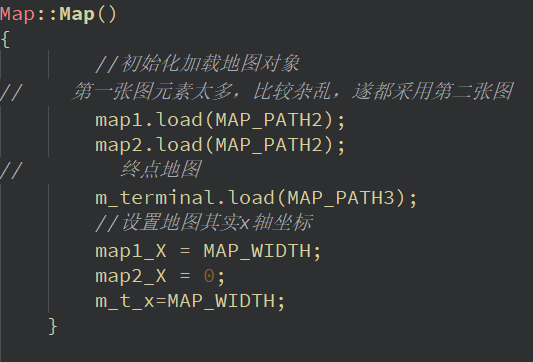 Map::Map()
{
//初始化加载地图对象
// 第一张图元素太多，比较杂乱，遂都采用第二张图
map1.load(MAP_PATH2);
map2.load(MAP_PATH2);
// 终点地图
m_terminal.load(MAP_PATH3);
//设置地图其实x轴坐标
map1_X = MAP_WIDTH;
map2_X = 0;
m_t_x=MAP_WIDTH;
}